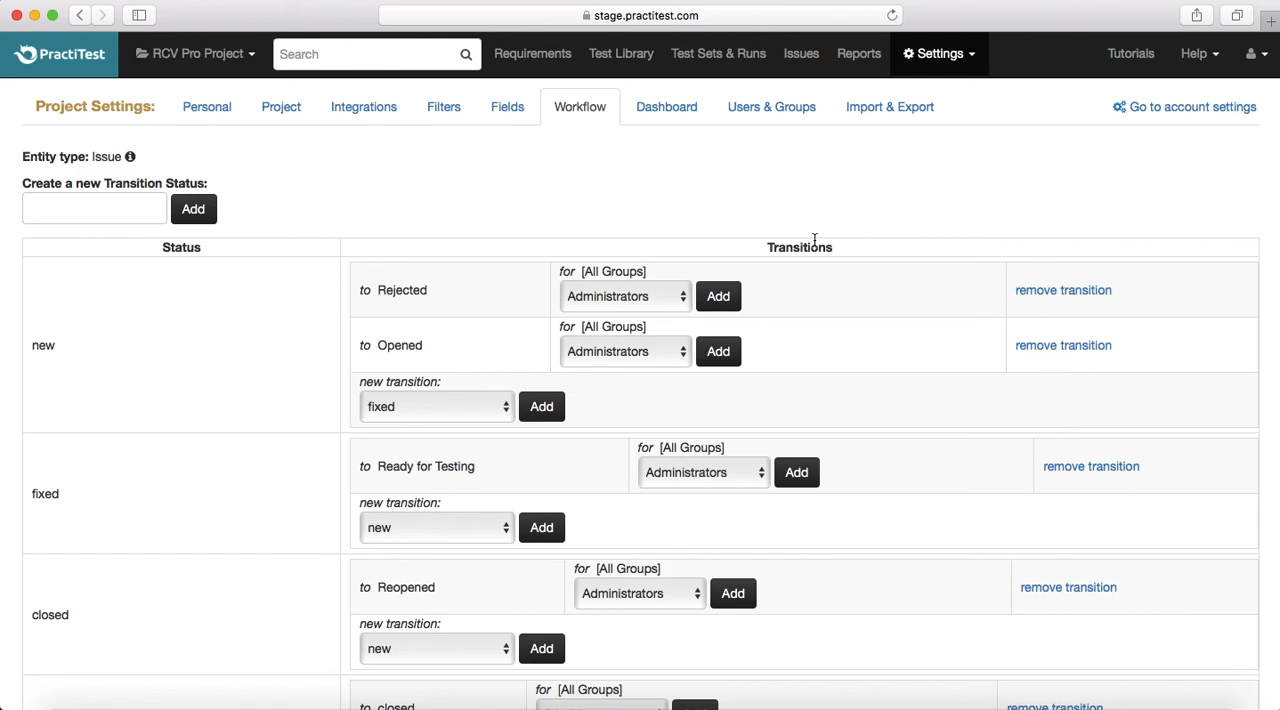 stage.practitest.com
PractiTest RCV Pro Project Search Requirements Test Library Test Sets & Runs Issues Reports Settings Tutorials Help
Project Settings: Personal Project Integrations Filters Fields Workflow Dashboard Users & Groups Import & Export Go to account settings
Entity type: Issue
Create a new Transition Status:
Add
Status Transitions
for [All Groups]
to Rejected Administrators Add remove transition
for [All Groups]
new to Opened Administrators Add remove transition
new transition:
fixed Add
for [All Groups]
to Ready for Testing Administrators Add remove transition
fixed
new transition:
new Add
for [All Groups]
to Reopened Administrators Add remove transition
closed
new transition:
new Add
for [All Groups]
to closed remove transition